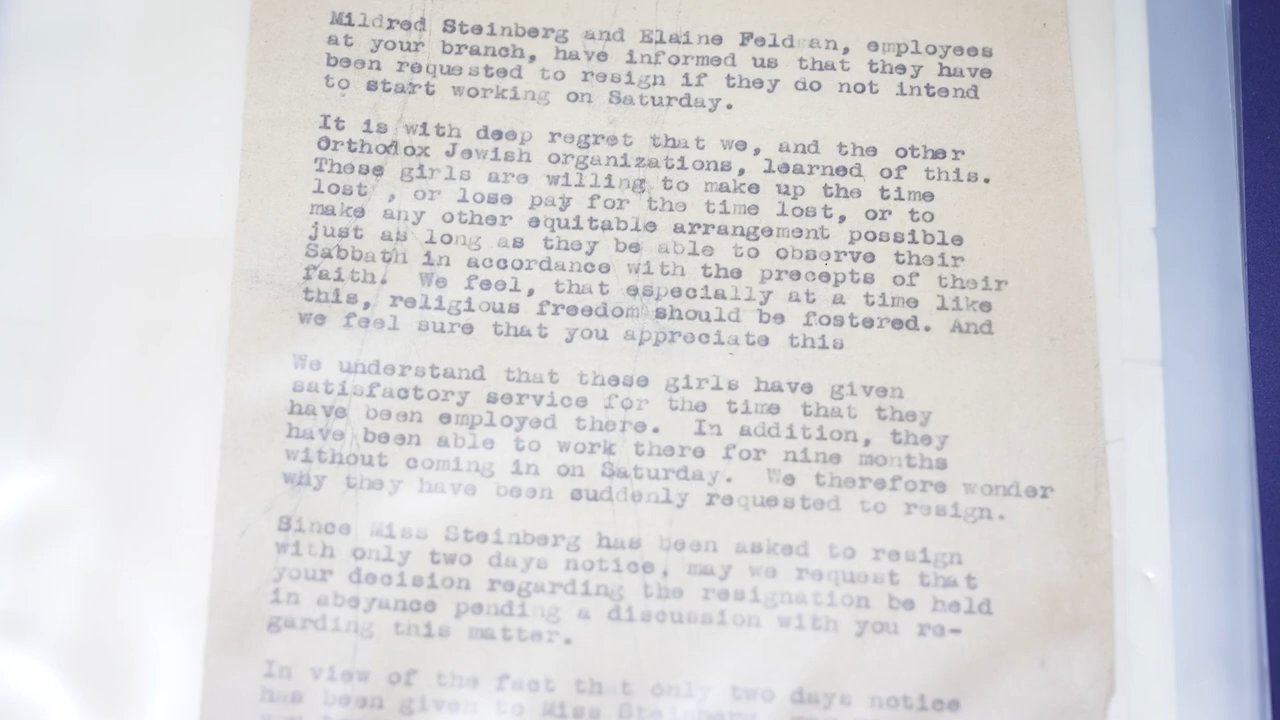 Mildred Steinberg and Elaine Feldman, employees
at your branch, have informed us that they have
been requested to resign if they do not intend
to start working on Saturday.
It is with deep regret that we, and the other
Orthodox Jewish organizations, learned of this.
These girls are willing to make up the time
lost , or lose pay for the time lost, or to
make any other equitable arrangement possible
just as long as they be able to observe their
Sabbath in accordance with the precepts of their
faith. We feel, that especially at a time like
this, religious freedom should be fostered. And
we feel sure that you appreciate this
We understand that these girls have given
satisfactory service for the time that they
have been employed there. In addition, they
have been able to work there for nine months
without coming in on Saturday. We therefore wonder
why they have been suddenly requested to resign.
Since Miss Steinberg has been asked to resign
with only two days notice, may we request that
your decision regarding the resignation be held
in abeyance pending a discussion with you re-
garding this matter.
In view of the fact that only two days notice
has been given to Miss Steinberg